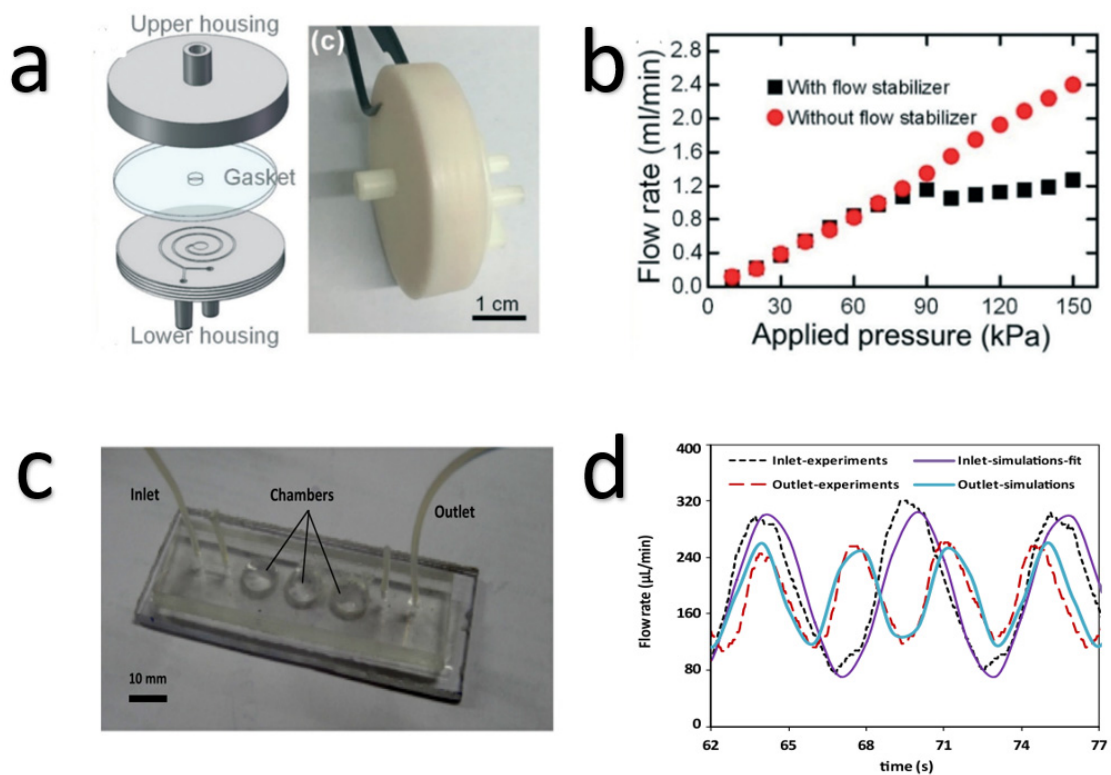 a
Upper housing
Gasket
Lower housing
(c)
1 cm
b
Flow rate (ml/min)
2.8
2.4
2.0
1.6
1.2
0.8
0.4
0.0
With flow stabilizer
Without flow stabilizer
0 30 60 90 120 150
Applied pressure (kPa)
c
Inlet
Chambers
Outlet
10 mm
d
Flow rate (µL/min)
400
320
240
160
80
0
Inlet-experiments Inlet-simulations-fit
Outlet-experiments Outlet-simulations
62 65 68 71 74 77
time (s)